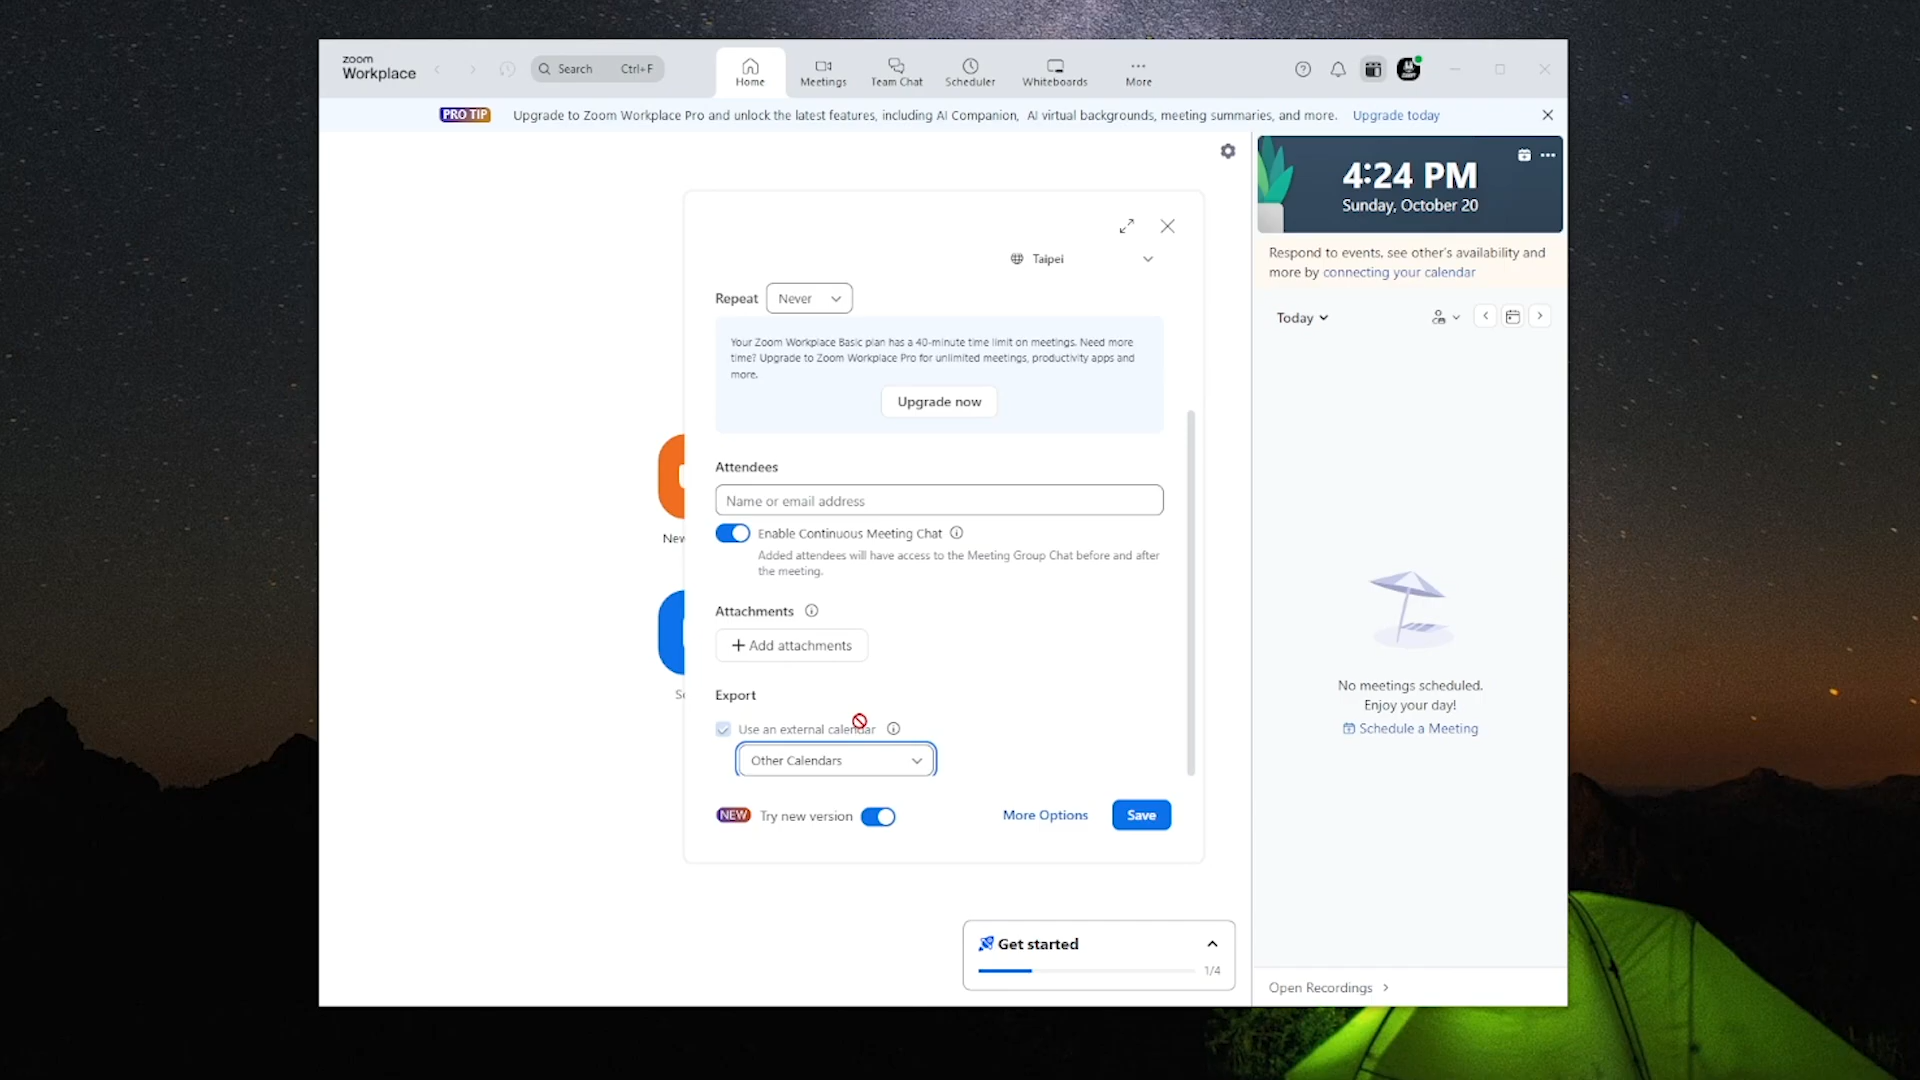 zoom
Workplace
Search Ctrl+F
Home
Meetings
Team Chat
Scheduler
Whiteboards
More
PRO TIP Upgrade to Zoom Workplace Pro and unlock the latest features, including AI Companion, AI virtual backgrounds, meeting summaries, and more. Upgrade today
Taipei
Repeat Never
Your Zoom Workplace Basic plan has a 40-minute time limit on meetings. Need more
time? Upgrade to Zoom Workplace Pro for unlimited meetings, productivity apps and
more.
Upgrade now
Attendees
Name or email address
Enable Continuous Meeting Chat
Added attendees will have access to the Meeting Group Chat before and after
the meeting.
Attachments
Add attachments
Export
Use an external calendar
Other Calendars
NEW Try new version
More Options
Save
New
Get started
1/4
4:24 PM
Sunday, October 20
Respond to events, see other's availability and
more by connecting your calendar
Today
No meetings scheduled.
Enjoy your day!
Schedule a Meeting
Open Recordings